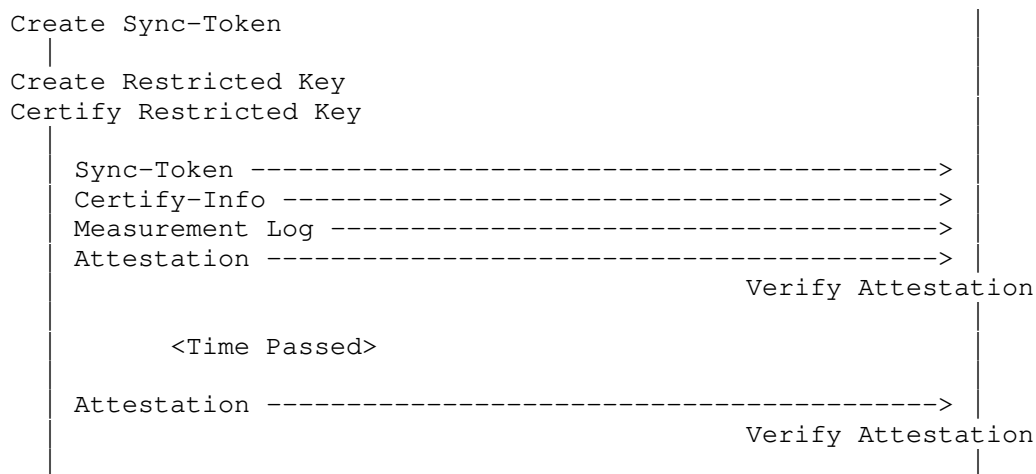 Create Sync-Token
Create Restricted Key
Certify Restricted Key
Sync-Token ------------------------------------------->
Certify-Info ----------------------------------------->
Measurement Log -------------------------------------->
Attestation ------------------------------------------>
Verify Attestation
<Time Passed>
Attestation ------------------------------------------>
Verify Attestation